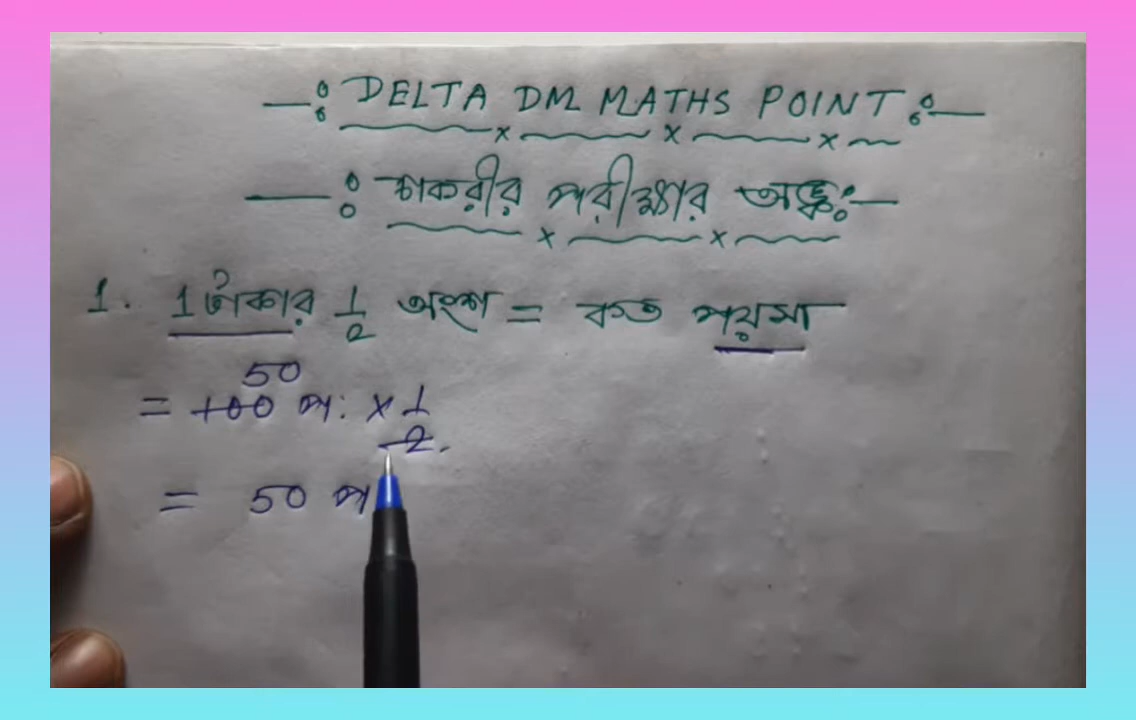 —: DELTA DM MATHS POINT :—
—: চাকরীর পরীক্ষার অঙ্ক :—
1. 1 টাকার 1/2 অংশ = কত পয়সা
50
= 100 প: × 1/2.
= 50 প